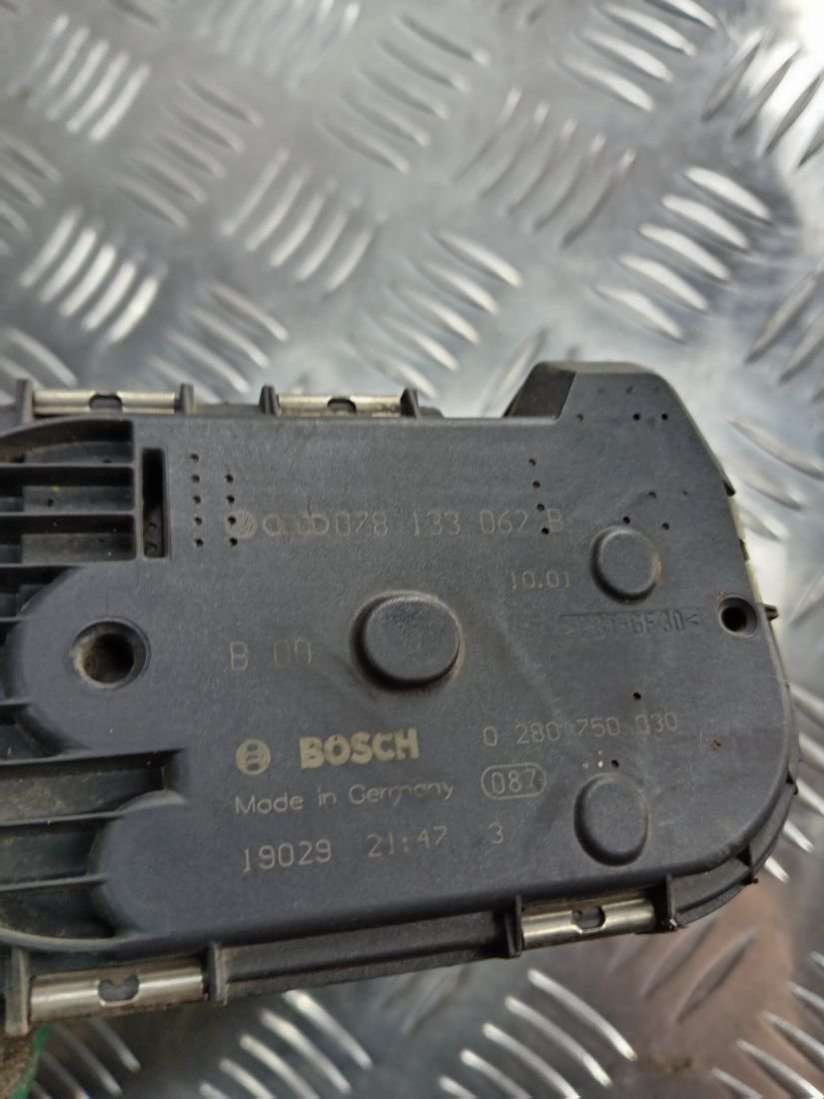 Audi 078 133 062 B
10.01
B 00
BOSCH 0 280 750 030
Made in Germany 087
19029 21:47 3